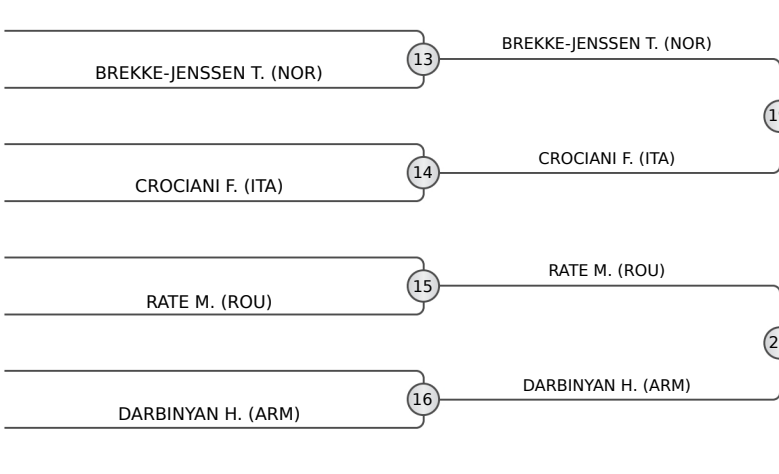 BREKKE-JENSSEN T. (NOR)
13
BREKKE-JENSSEN T. (NOR)
CROCIANI F. (ITA)
14
CROCIANI F. (ITA)
RATE M. (ROU)
15
RATE M. (ROU)
DARBINYAN H. (ARM)
16
DARBINYAN H. (ARM)